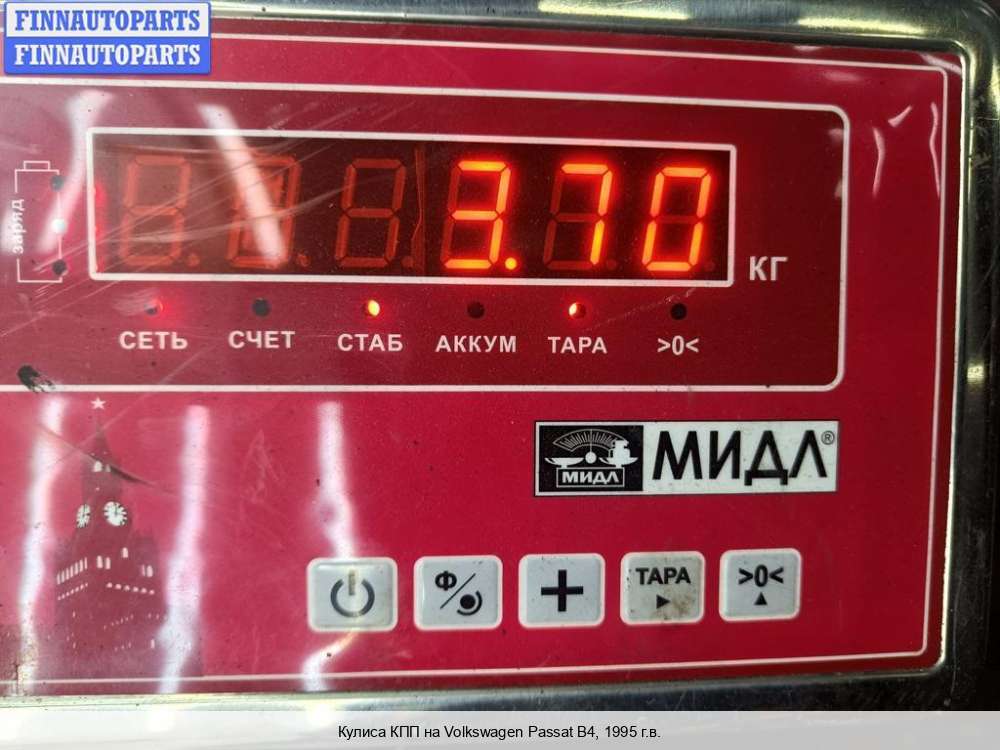 FINNAUTOPARTS
FINNAUTOPARTS
заряд
3.70
КГ
СЕТЬ СЧЕТ СТАБ АККУМ ТАРА >0<
МИДЛ МИДЛ®
Ф ТАРА >0<
Кулиса КПП на Volkswagen Passat B4, 1995 г.в.